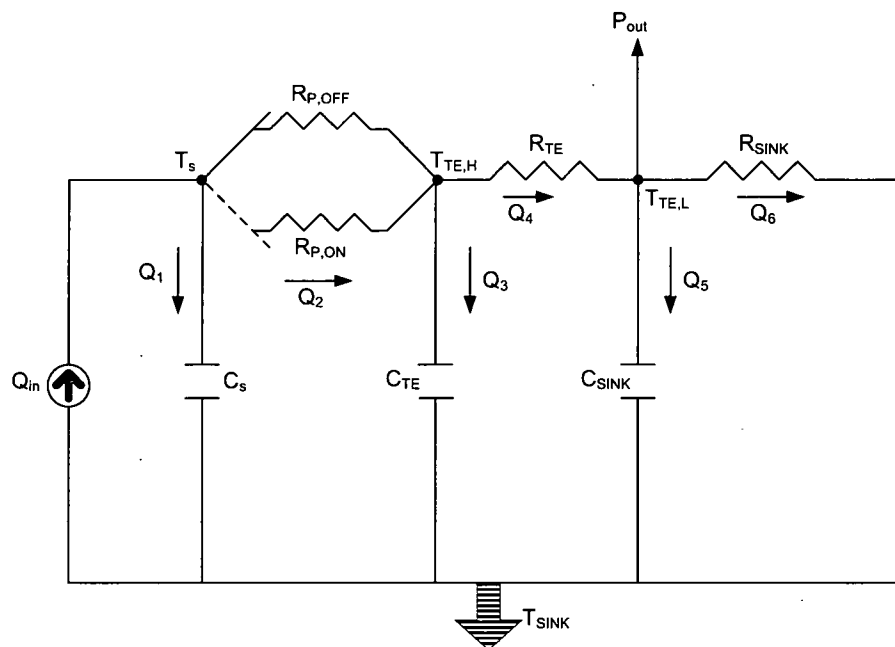 P_out
R_P,OFF
T_s
T_TE,H
R_TE
R_SINK
R_P,ON
T_TE,L
Q_4
Q_6
Q_1
Q_2
Q_3
Q_5
Q_in
C_s
C_TE
C_SINK
T_SINK